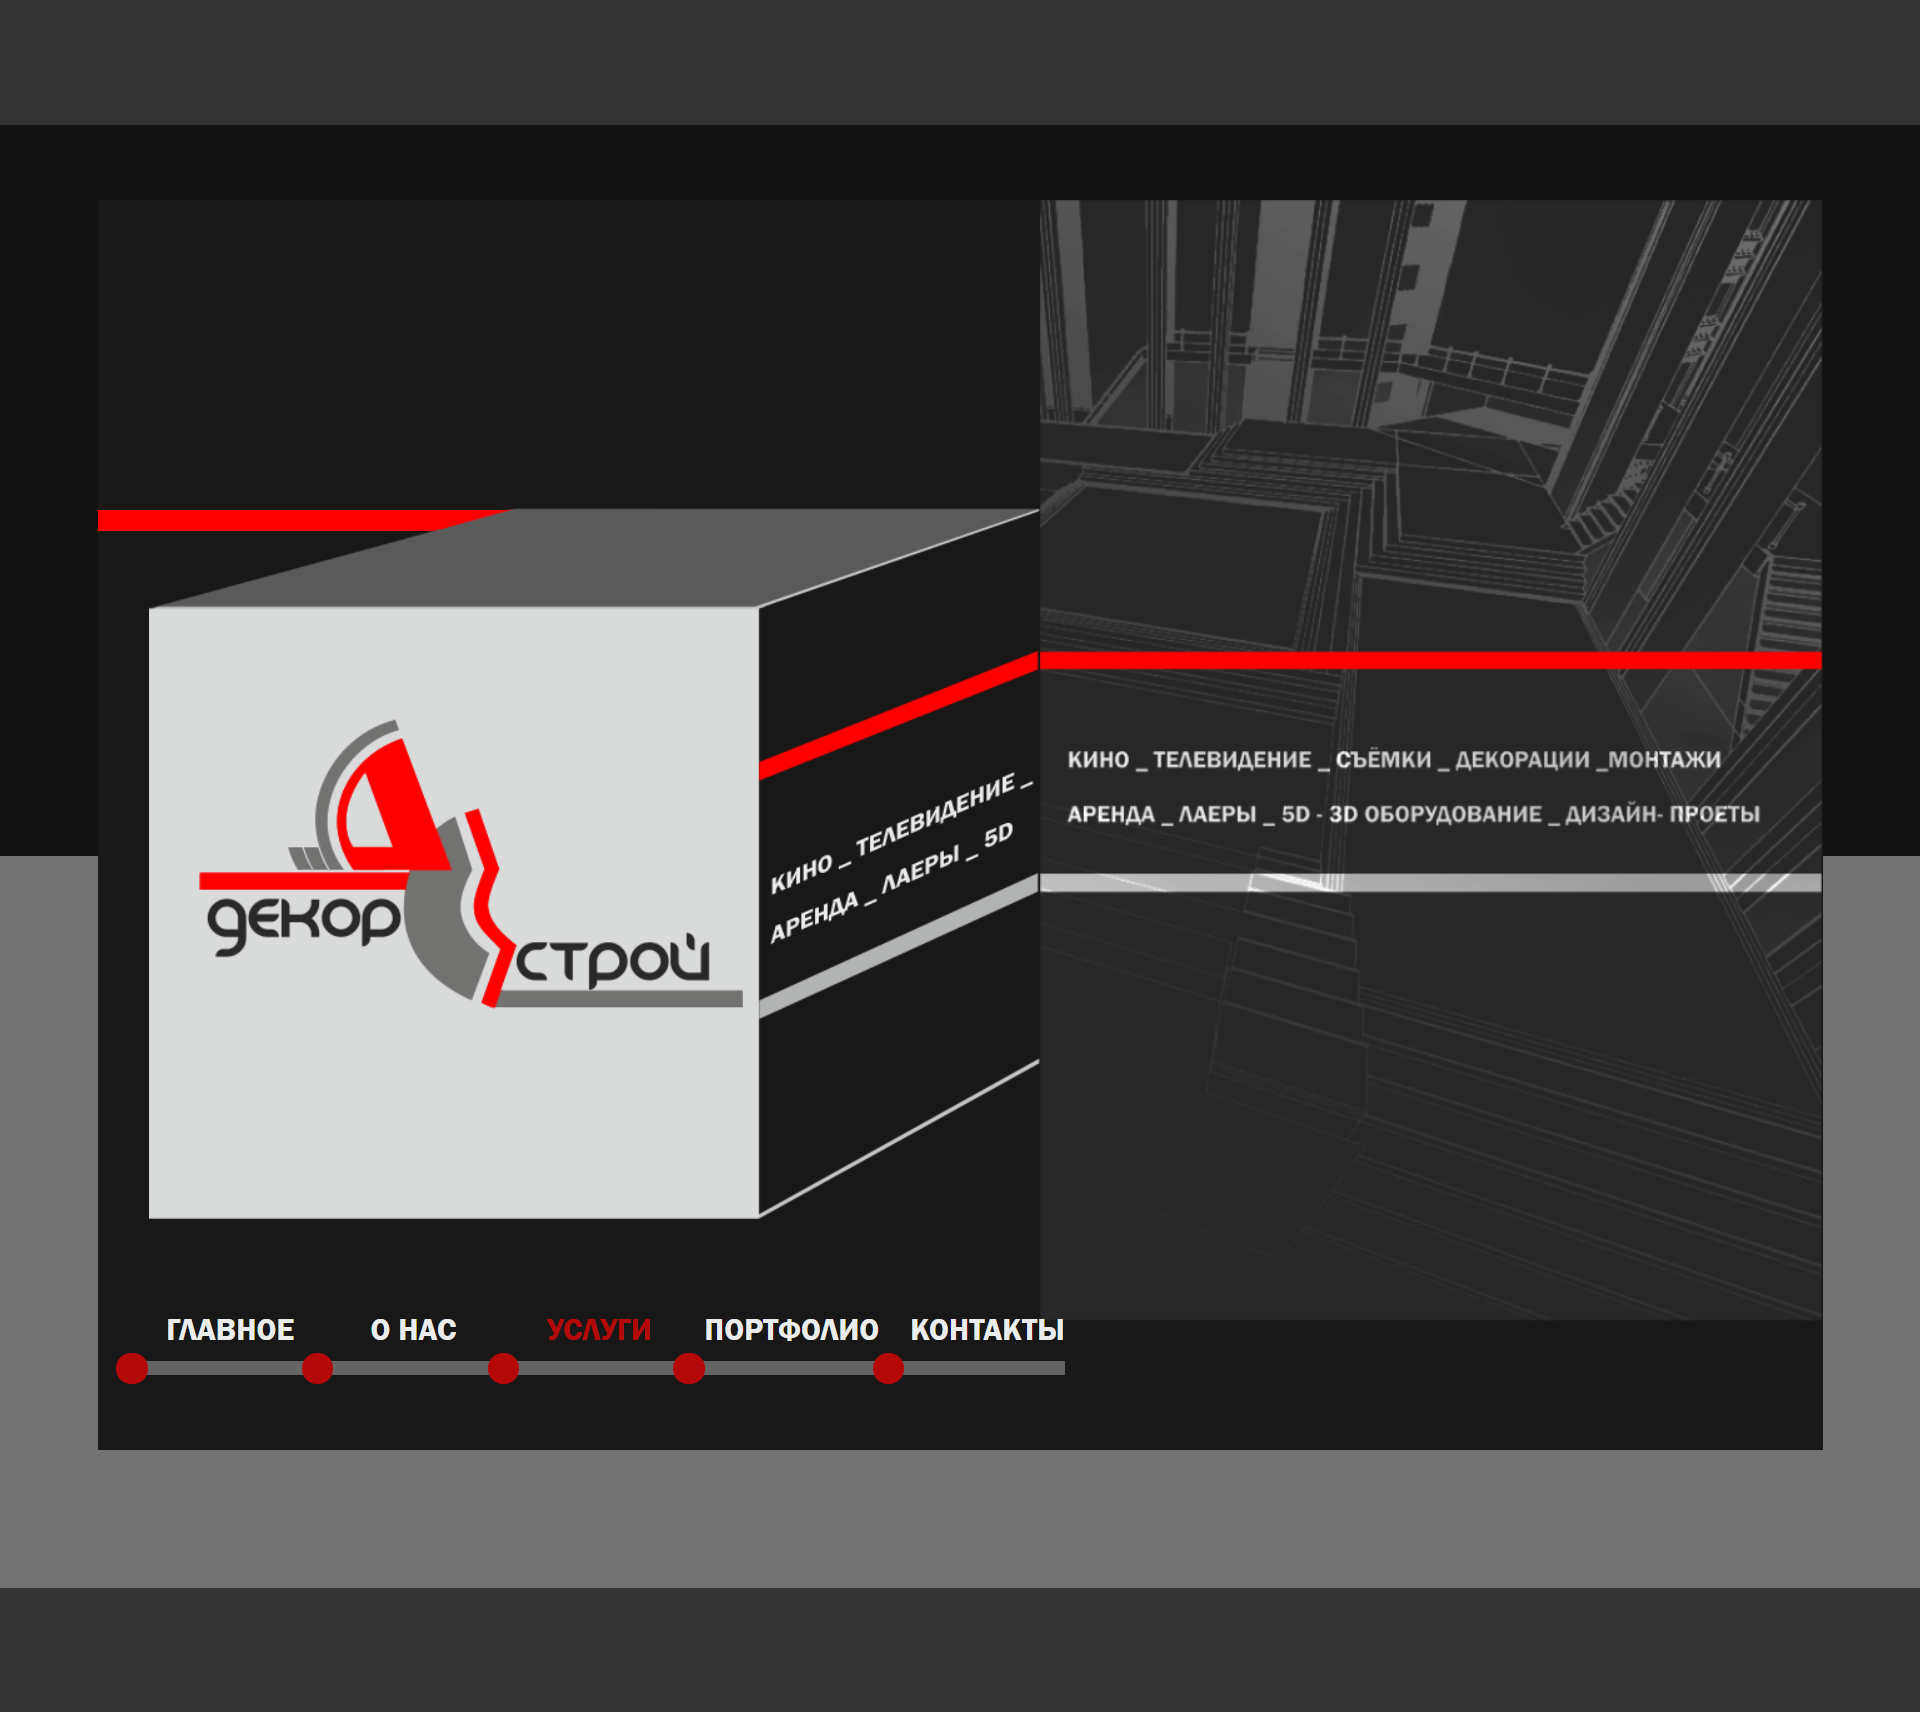 декор
строй
КИНО _ ТЕЛЕВИДЕНИЕ _
АРЕНДА _ ЛАЕРЫ _ 5D
КИНО _ ТЕЛЕВИДЕНИЕ _ СЪЁМКИ _ ДЕКОРАЦИИ _МОНТАЖИ
АРЕНДА _ ЛАЕРЫ _ 5D - 3D ОБОРУДОВАНИЕ _ ДИЗАЙН- ПРОЕТЫ
ГЛАВНОЕ О НАС УСЛУГИ ПОРТФОЛИО КОНТАКТЫ